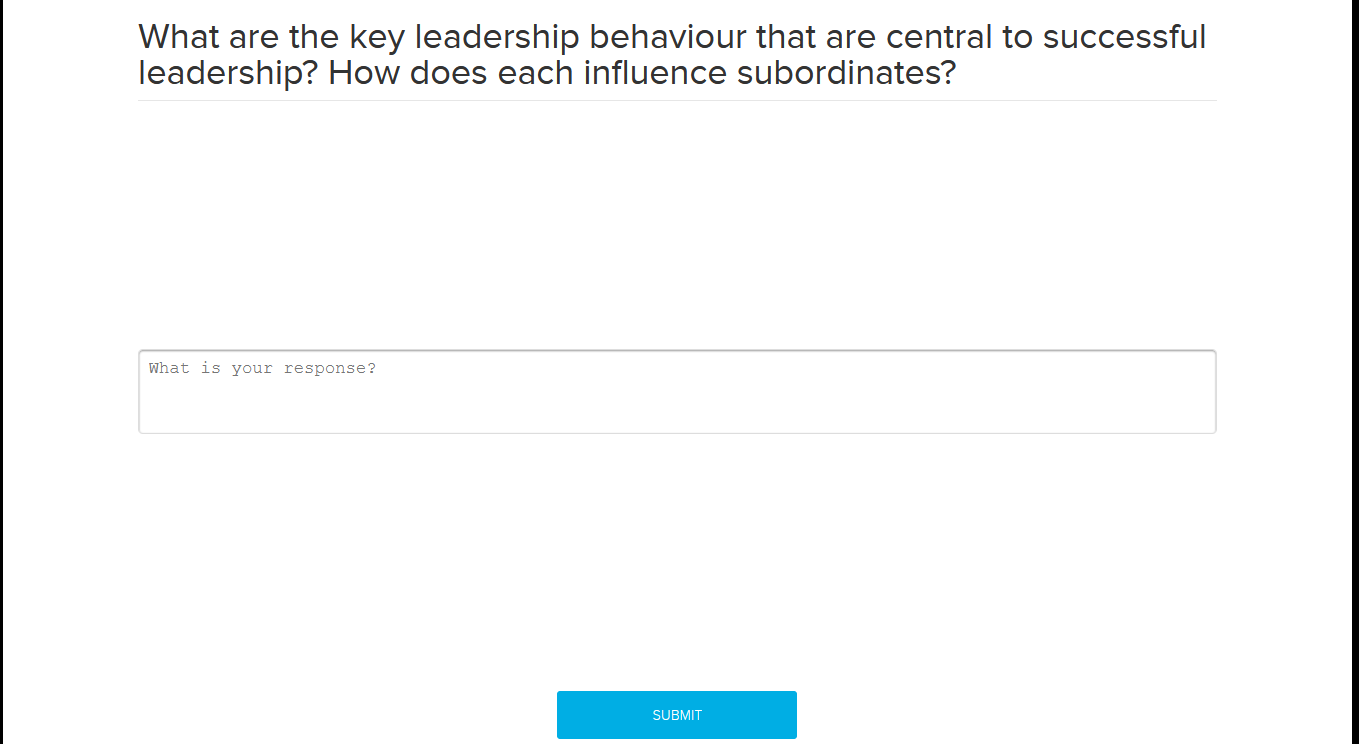 What are the key leadership behaviour that are central to successful
leadership? How does each influence subordinates?
What is your response?
SUBMIT